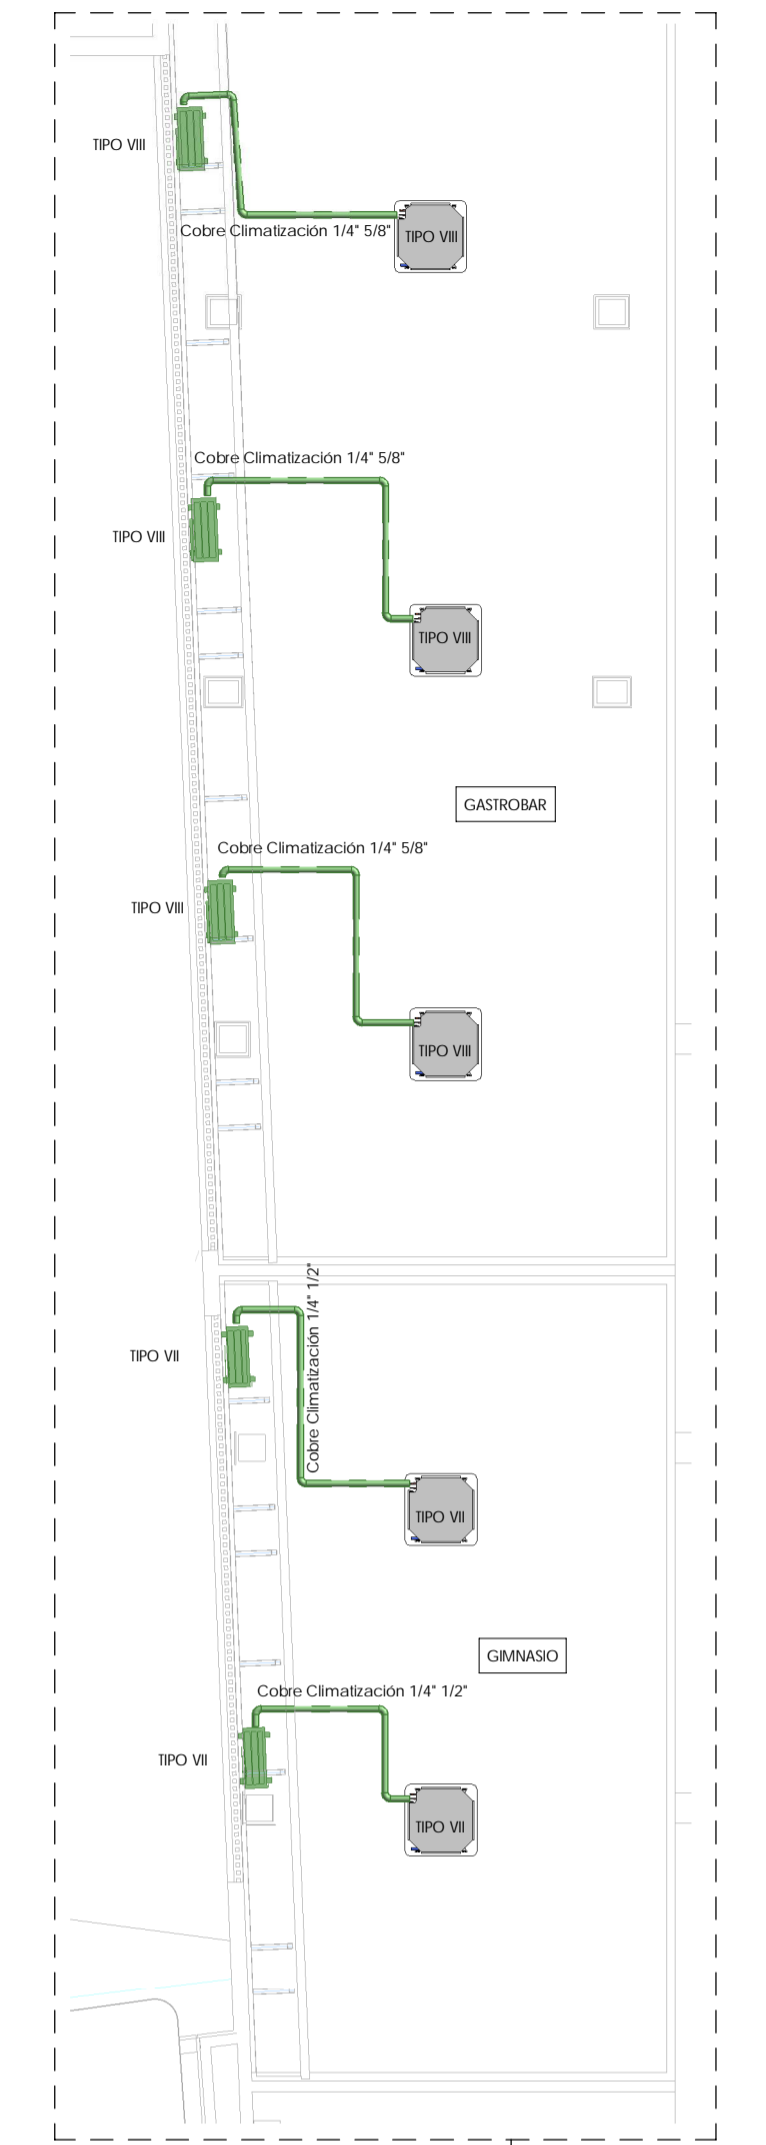 TIPO VIII
Cobre Climatización 1/4" 5/8"
TIPO VIII
Cobre Climatización 1/4" 5/8"
TIPO VIII
TIPO VIII
GASTROBAR
Cobre Climatización 1/4" 5/8"
TIPO VIII
TIPO VIII
Cobre Climatización 1/4" 1/2"
TIPO VII
TIPO VII
GIMNASIO
Cobre Climatización 1/4" 1/2"
TIPO VII
TIPO VII